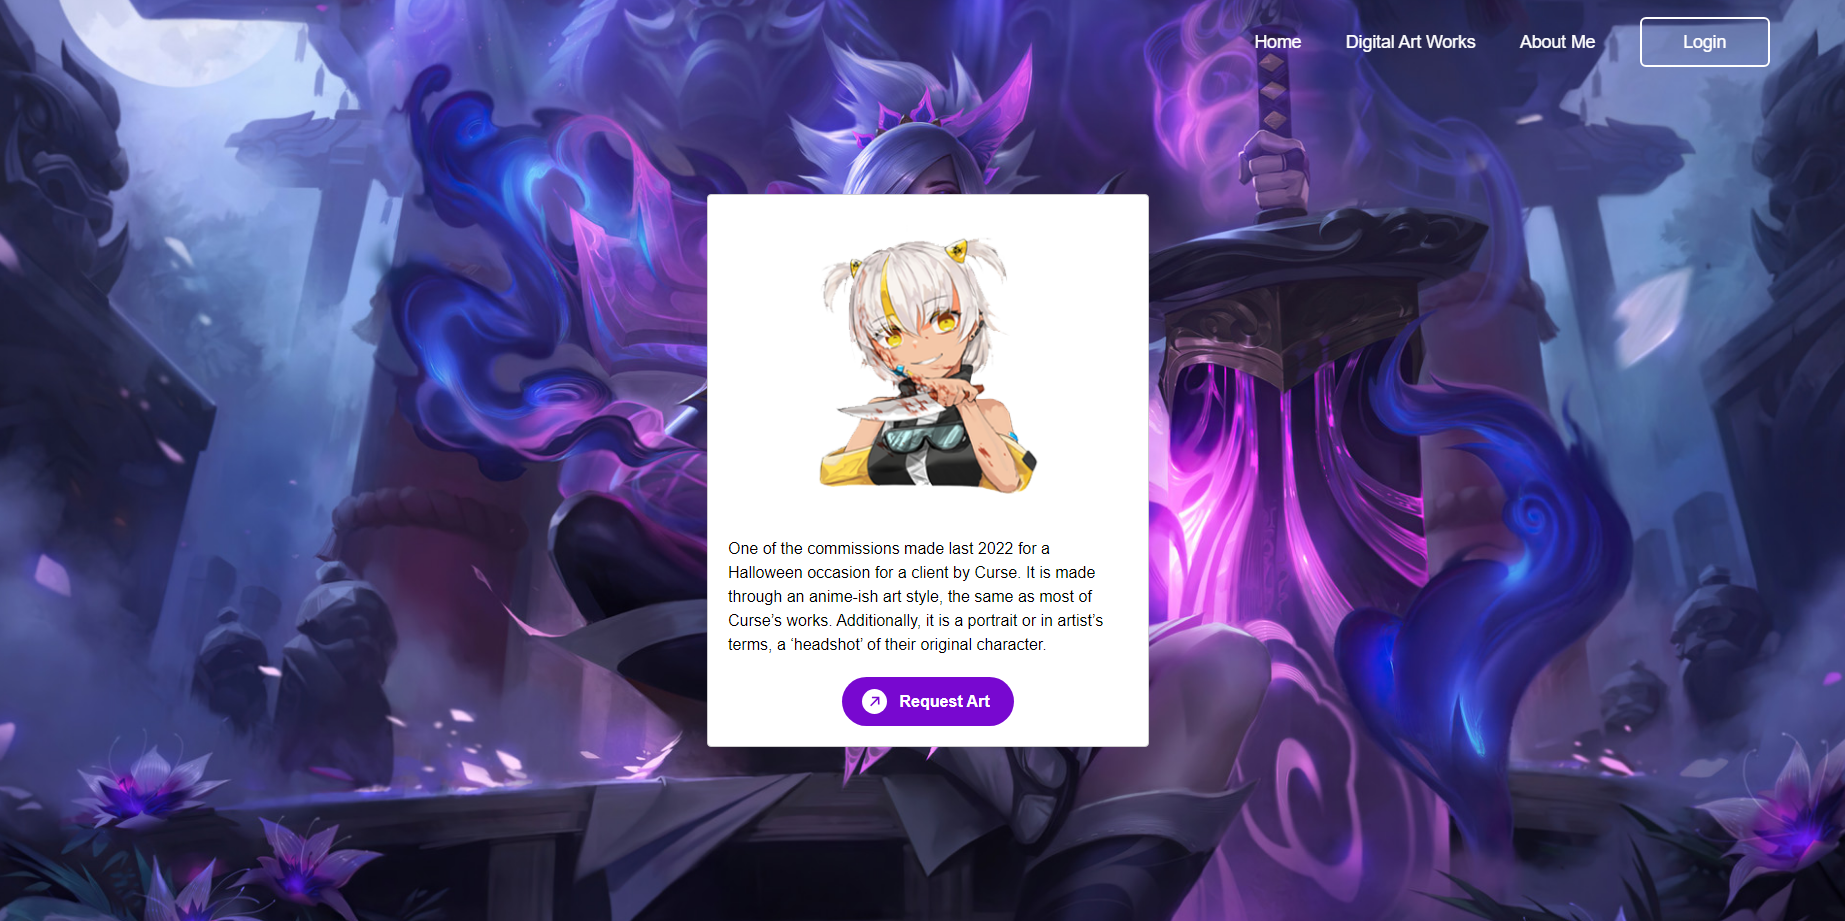 Home
Digital Art Works
About Me
Login
One of the commissions made last 2022 for a
Halloween occasion for a client by Curse. It is made
through an anime-ish art style, the same as most of
Curse’s works. Additionally, it is a portrait or in artist’s
terms, a ‘headshot’ of their original character.
Request Art